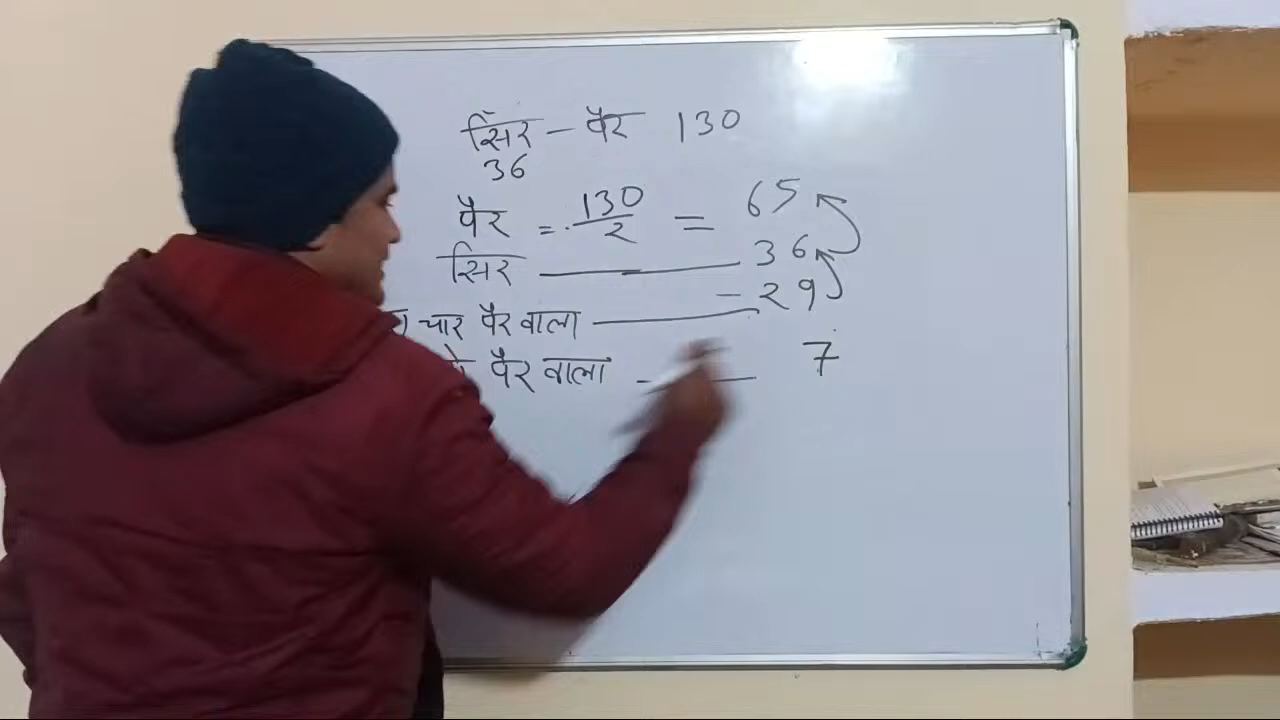 सिर – पैर 130
36
पैर = 130/2 = 65
सिर 36
– 29
चार पैर वाला
पैर वाला 7